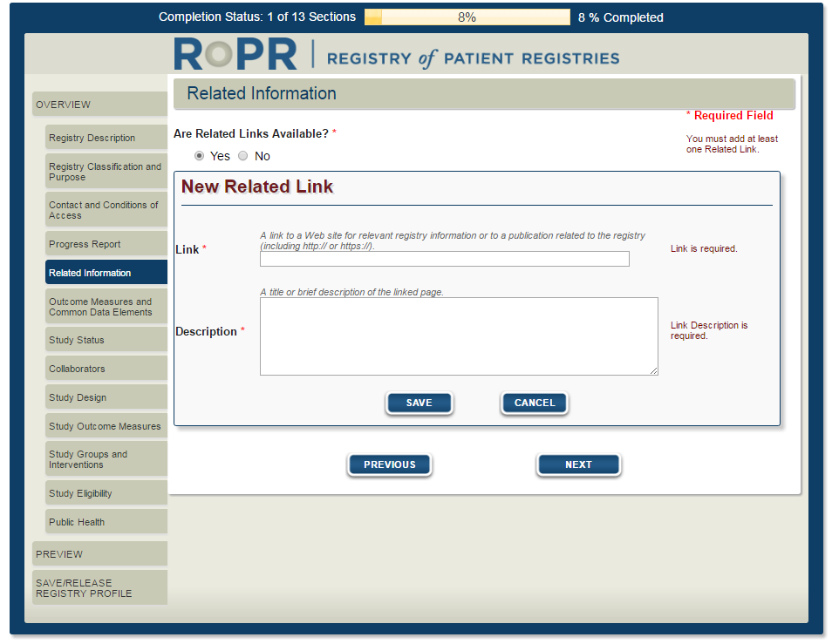 Completion Status: 1 of 13 Sections 8% 8 % Completed
RoPR | REGISTRY of PATIENT REGISTRIES
OVERVIEW
Registry Description
Registry Classification and
Purpose
Contact and Conditions of
Access
Progress Report
Related Information
Outcome Measures and
Common Data Elements
Study Status
Collaborators
Study Design
Study Outcome Measures
Study Groups and
Interventions
Study Eligibility
Public Health
PREVIEW
SAVE/RELEASE
REGISTRY PROFILE
Related Information
* Required Field
Are Related Links Available? *
Yes No
You must add at least
one Related Link.
New Related Link
A link to a Web site for relevant registry information or to a publication related to the registry
(including http:// or https://).
Link *
Link is required.
A title or brief description of the linked page.
Description *
Link Description is
required.
SAVE CANCEL
PREVIOUS NEXT